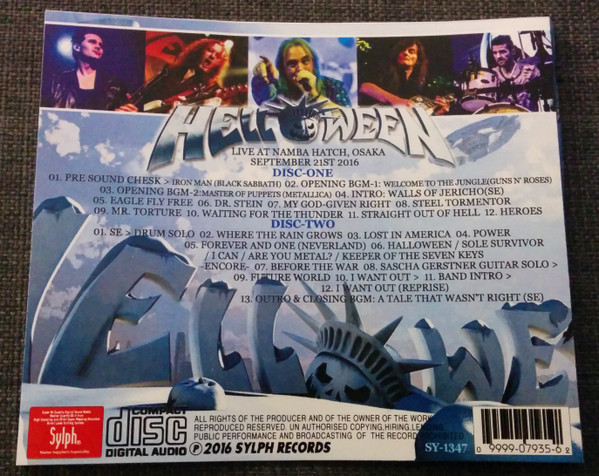 HELLOWEEN
LIVE AT NAMBA HATCH, OSAKA
SEPTEMBER 21ST 2016
DISC-ONE
01. PRE SOUND CHESK > IRON MAN (BLACK SABBATH) 02. OPENING BGM-1: WELCOME TO THE JUNGLE(GUNS N' ROSES)
03. OPENING BGM-2:MASTER OF PUPPETS (METALLICA) 04. INTRO: WALLS OF JERICHO(SE)
05. EAGLE FLY FREE 06. DR. STEIN 07. MY GOD-GIVEN RIGHT 08. STEEL TORMENTOR
09. MR. TORTURE 10. WAITING FOR THE THUNDER 11. STRAIGHT OUT OF HELL 12. HEROES
DISC-TWO
01. SE > DRUM SOLO 02. WHERE THE RAIN GROWS 03. LOST IN AMERICA 04. POWER
05. FOREVER AND ONE (NEVERLAND) 06. HALLOWEEN / SOLE SURVIVOR
/ I CAN / ARE YOU METAL? / KEEPER OF THE SEVEN KEYS
-ENCORE- 07. BEFORE THE WAR 08. SASCHA GERSTNER GUITAR SOLO >
09. FUTURE WORLD 10. I WANT OUT > 11. BAND INTRO >
12. I WANT OUT (REPRISE)
13. OUTRO & CLOSING BGM: A TALE THAT WASN'T RIGHT (SE)
ELLOWE
Sylph
COMPACT
disc
DIGITAL AUDIO
ALL RIGHTS OF THE PRODUCER AND OF THE OWNER OF THE WORK
REPRODUCED RESERVED. UN AUTHORISED COPYING,HIRING,LENDING,
PUBLIC PERFORMANCE AND BROADCASTING OF THE RECORD PROHIBITED
℗ 2016 SYLPH RECORDS
SY-1347
0 9999-07935-6